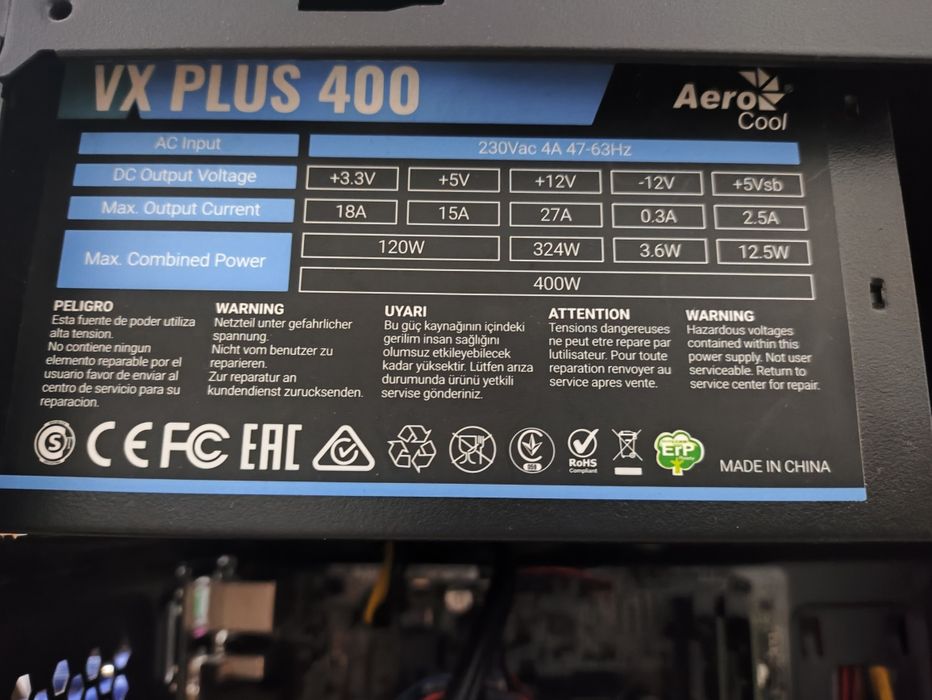 VX PLUS 400
Aero
Cool
AC Input
230Vac 4A 47-63Hz
DC Output Voltage
+3.3V
+5V
+12V
-12V
+5Vsb
Max. Output Current
18A
15A
27A
0.3A
2.5A
Max. Combined Power
120W
324W
3.6W
12.5W
400W
PELIGRO
Esta fuente de poder utiliza
alta tension.
No contiene ningun
elemento reparable por el
usuario favor de enviar al
centro de servicio para su
reparacion.
WARNING
Netzteil unter gefahrlicher
spannung.
Nicht vom benutzer zu
reparieren.
Zur reparatur an
kundendienst zurucksenden.
UYARI
Bu güç kaynağının içindeki
gerilim insan sağlığını
olumsuz etkileyebilecek
kadar yüksektir. Lütfen arıza
durumunda ürünü yetkili
servise gönderiniz.
ATTENTION
Tensions dangereuses
ne peut etre repare par
lutilisateur. Pour toute
reparation renvoyer au
service apres vente.
WARNING
Hazardous voltages
contained within this
power supply. Not user
serviceable. Return to
service center for repair.
CE FC EAC
RoHS
Compliant
ErP
MADE IN CHINA